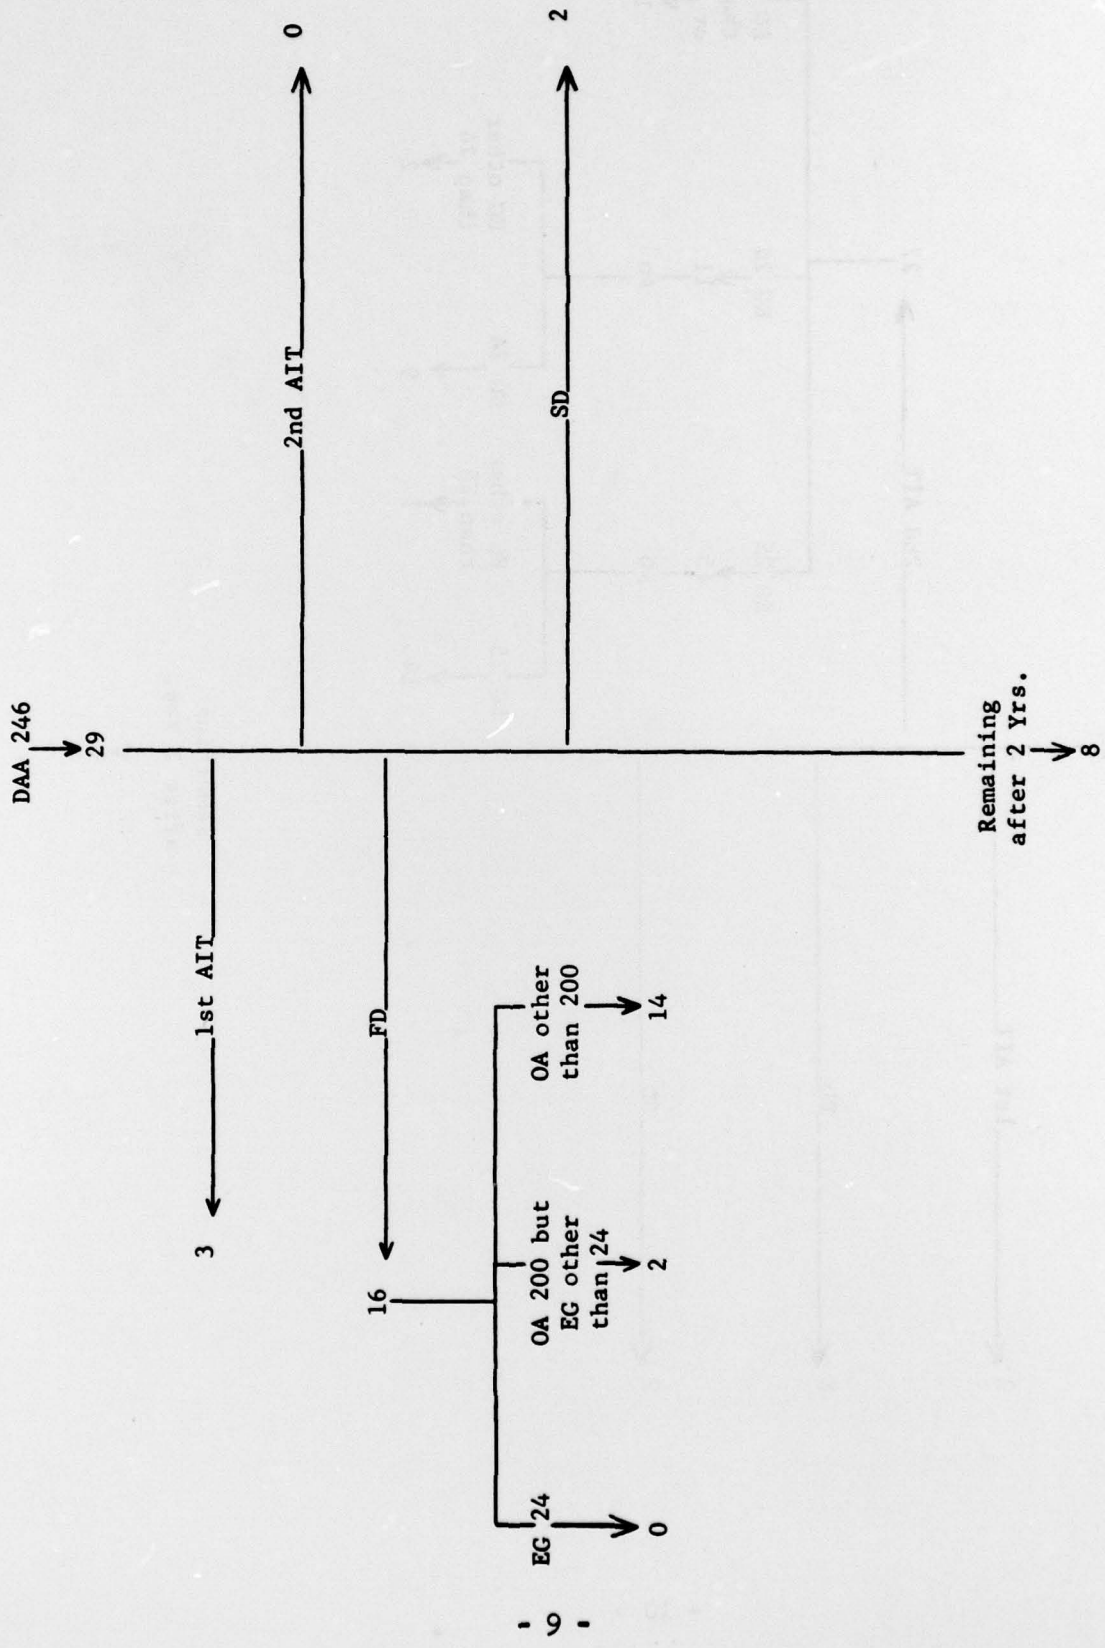 DAA 246
29
1st AIT
3
2nd AIT
0
FD
16
EG 24
0
OA 200 but
EG other
than 24
2
OA other
than 200
14
SD
2
Remaining
after 2 Yrs.
8
- 9 -